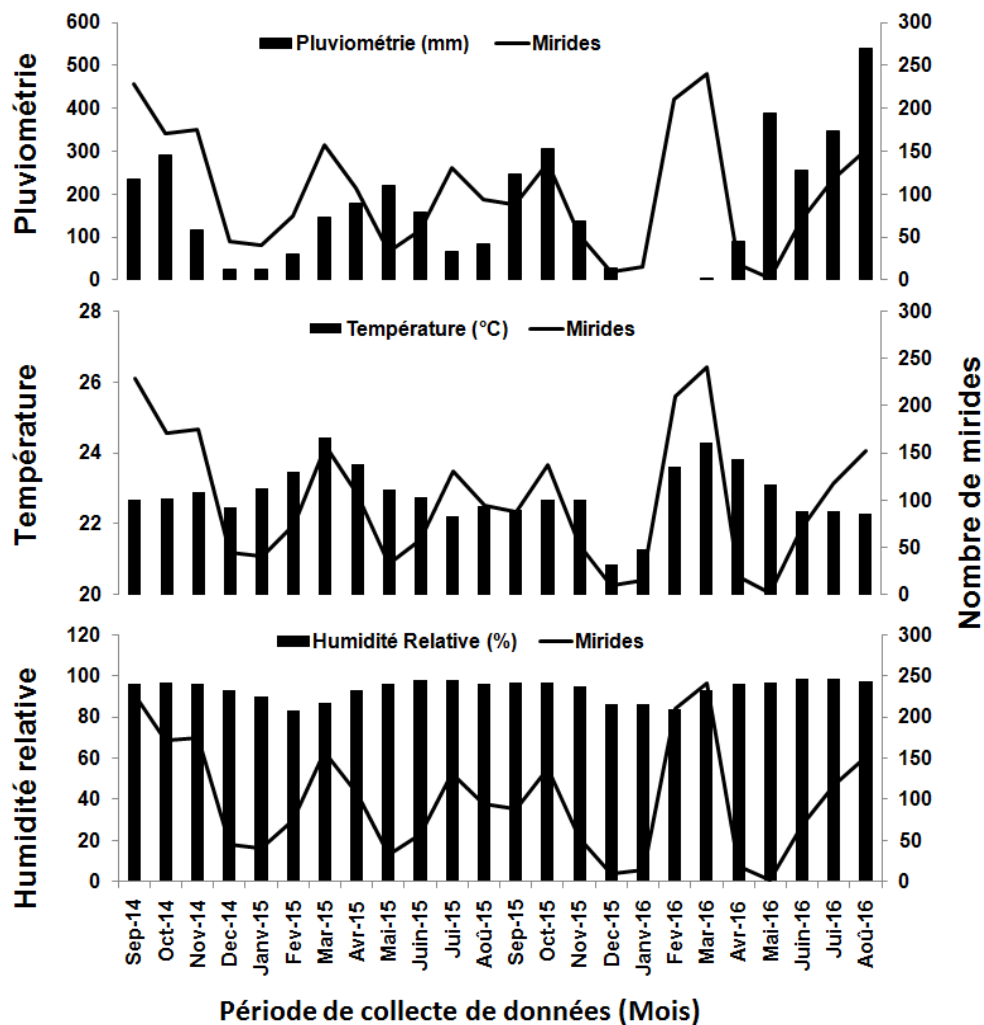 Pluviométrie (mm) Mirides
Pluviométrie
600
500
400
300
200
100
0
300
250
200
150
100
50
0
Température (°C) Mirides
Température
28
26
24
22
20
300
250
200
150
100
50
0
Nombre de mirides
Humidité Relative (%) Mirides
Humidité relative
120
100
80
60
40
20
0
300
250
200
150
100
50
0
Sep-14
Oct-14
Nov-14
Dec-14
Janv-15
Fev-15
Mar-15
Avr-15
Mai-15
Juin-15
Jui-15
Aoû-15
Sep-15
Oct-15
Nov-15
Dec-15
Janv-16
Fev-16
Mar-16
Avr-16
Mai-16
Juin-16
Jui-16
Aoû-16
Période de collecte de données (Mois)